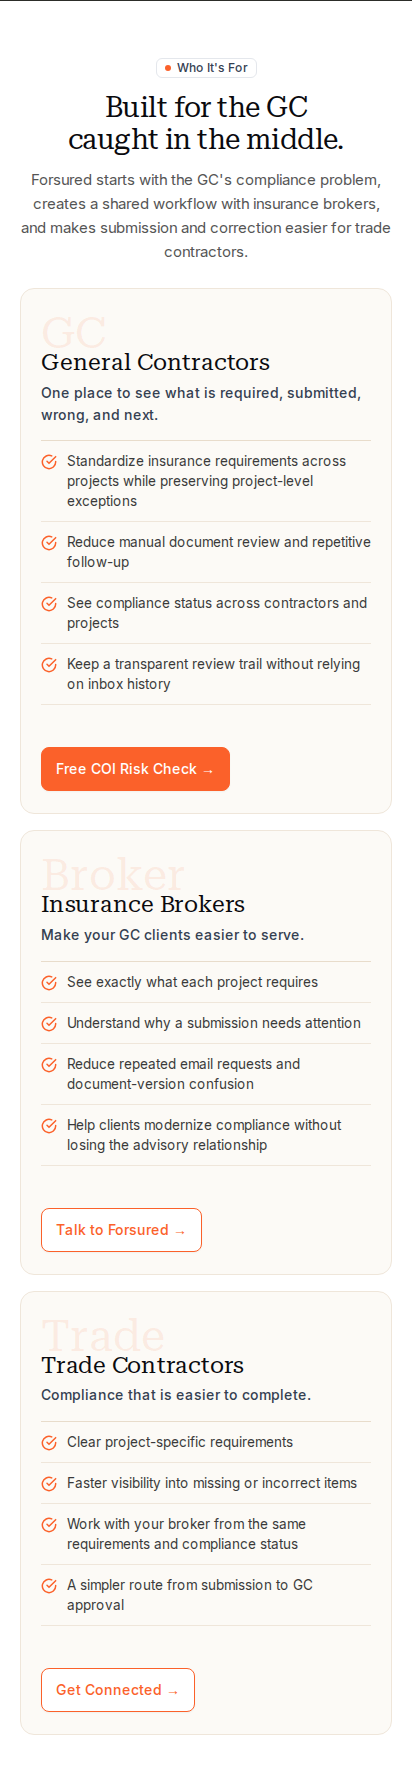 Who It's For
Built for the GC
caught in the middle.
Forsured starts with the GC's compliance problem,
creates a shared workflow with insurance brokers,
and makes submission and correction easier for trade
contractors.
GC
General Contractors
One place to see what is required, submitted,
wrong, and next.
Standardize insurance requirements across
projects while preserving project-level
exceptions
Reduce manual document review and repetitive
follow-up
See compliance status across contractors and
projects
Keep a transparent review trail without relying
on inbox history
Free COI Risk Check →
Broker
Insurance Brokers
Make your GC clients easier to serve.
See exactly what each project requires
Understand why a submission needs attention
Reduce repeated email requests and
document-version confusion
Help clients modernize compliance without
losing the advisory relationship
Talk to Forsured →
Trade
Trade Contractors
Compliance that is easier to complete.
Clear project-specific requirements
Faster visibility into missing or incorrect items
Work with your broker from the same
requirements and compliance status
A simpler route from submission to GC
approval
Get Connected →